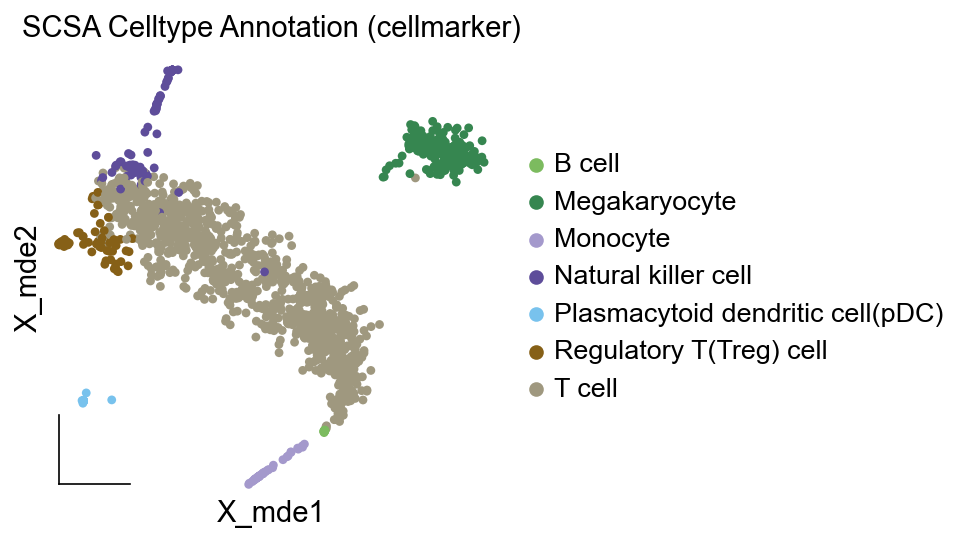 SCSA Celltype Annotation (cellmarker)
B cell
Megakaryocyte
Monocyte
Natural killer cell
Plasmacytoid dendritic cell(pDC)
Regulatory T(Treg) cell
T cell
X_mde2
X_mde1